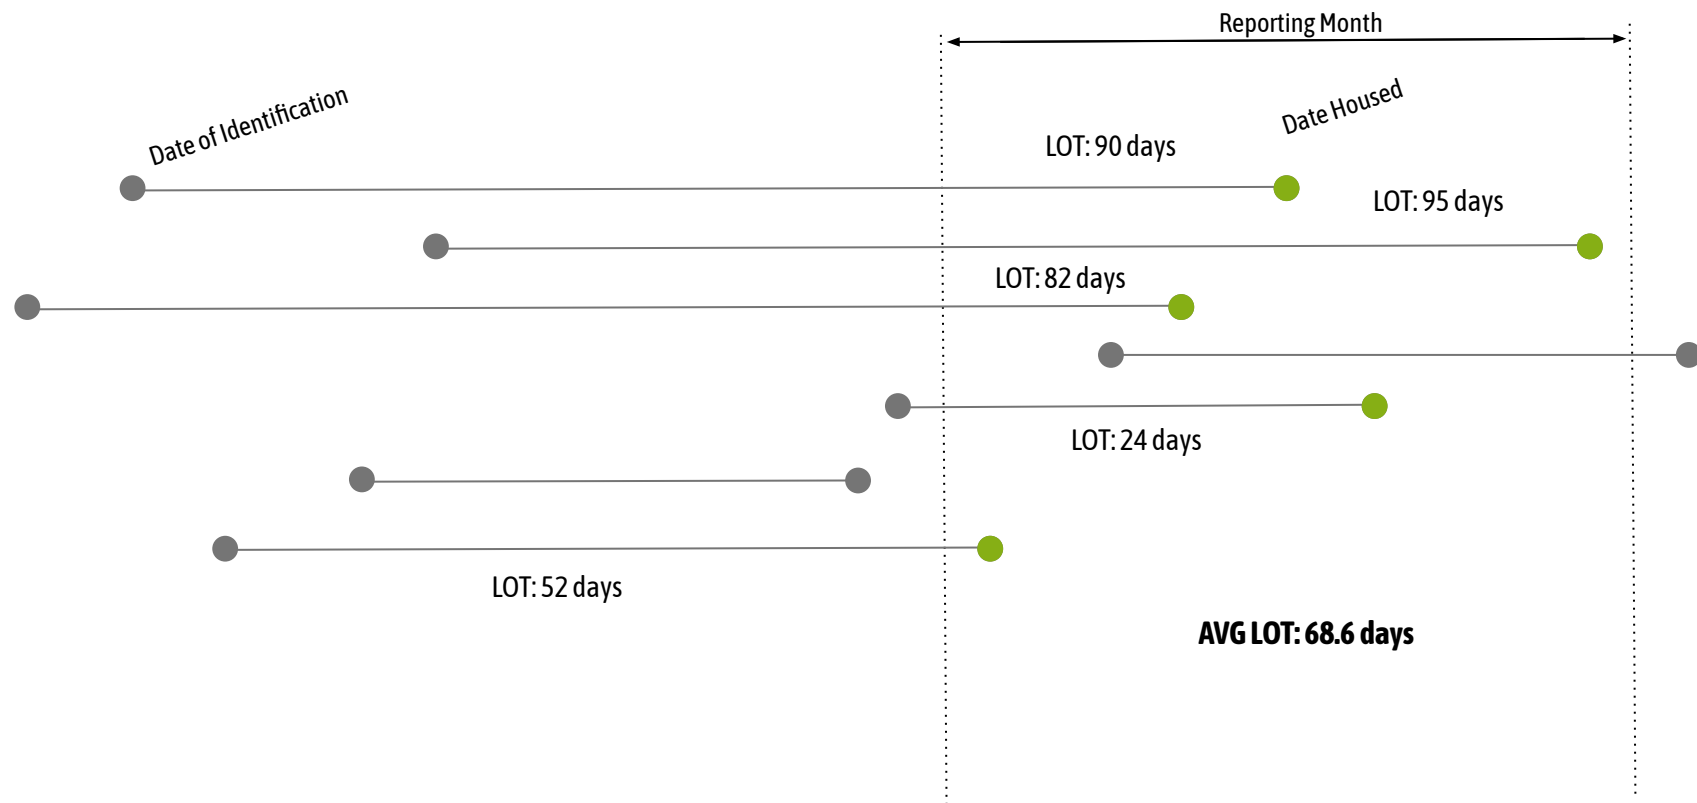 Reporting Month
Date of Identification
Date Housed
LOT: 90 days
LOT: 95 days
LOT: 82 days
LOT: 24 days
LOT: 52 days
AVG LOT: 68.6 days